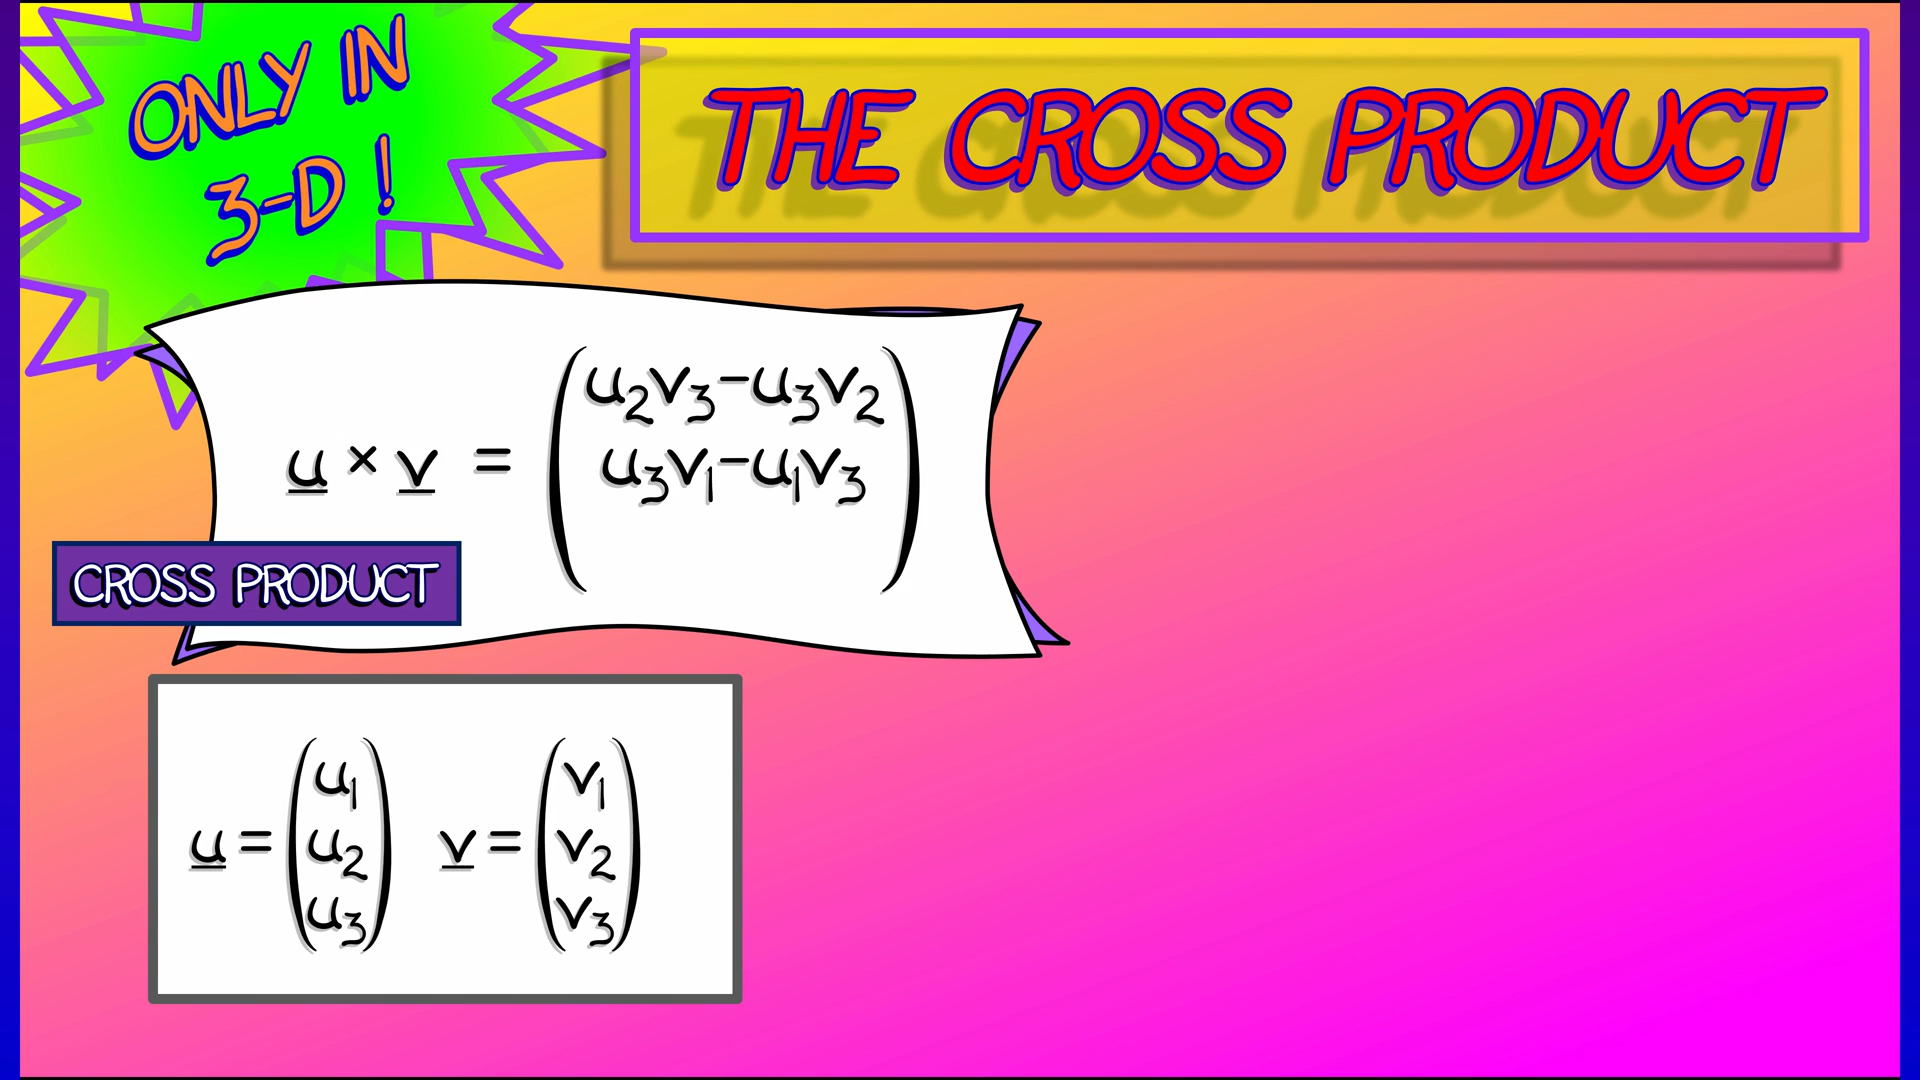 ONLY IN
3-D !
THE CROSS PRODUCT
u × v = ( u₂v₃-u₃v₂
u₃v₁-u₁v₃ )
CROSS PRODUCT
u = ( u₁ u₂ u₃ ) v = ( v₁ v₂ v₃ )